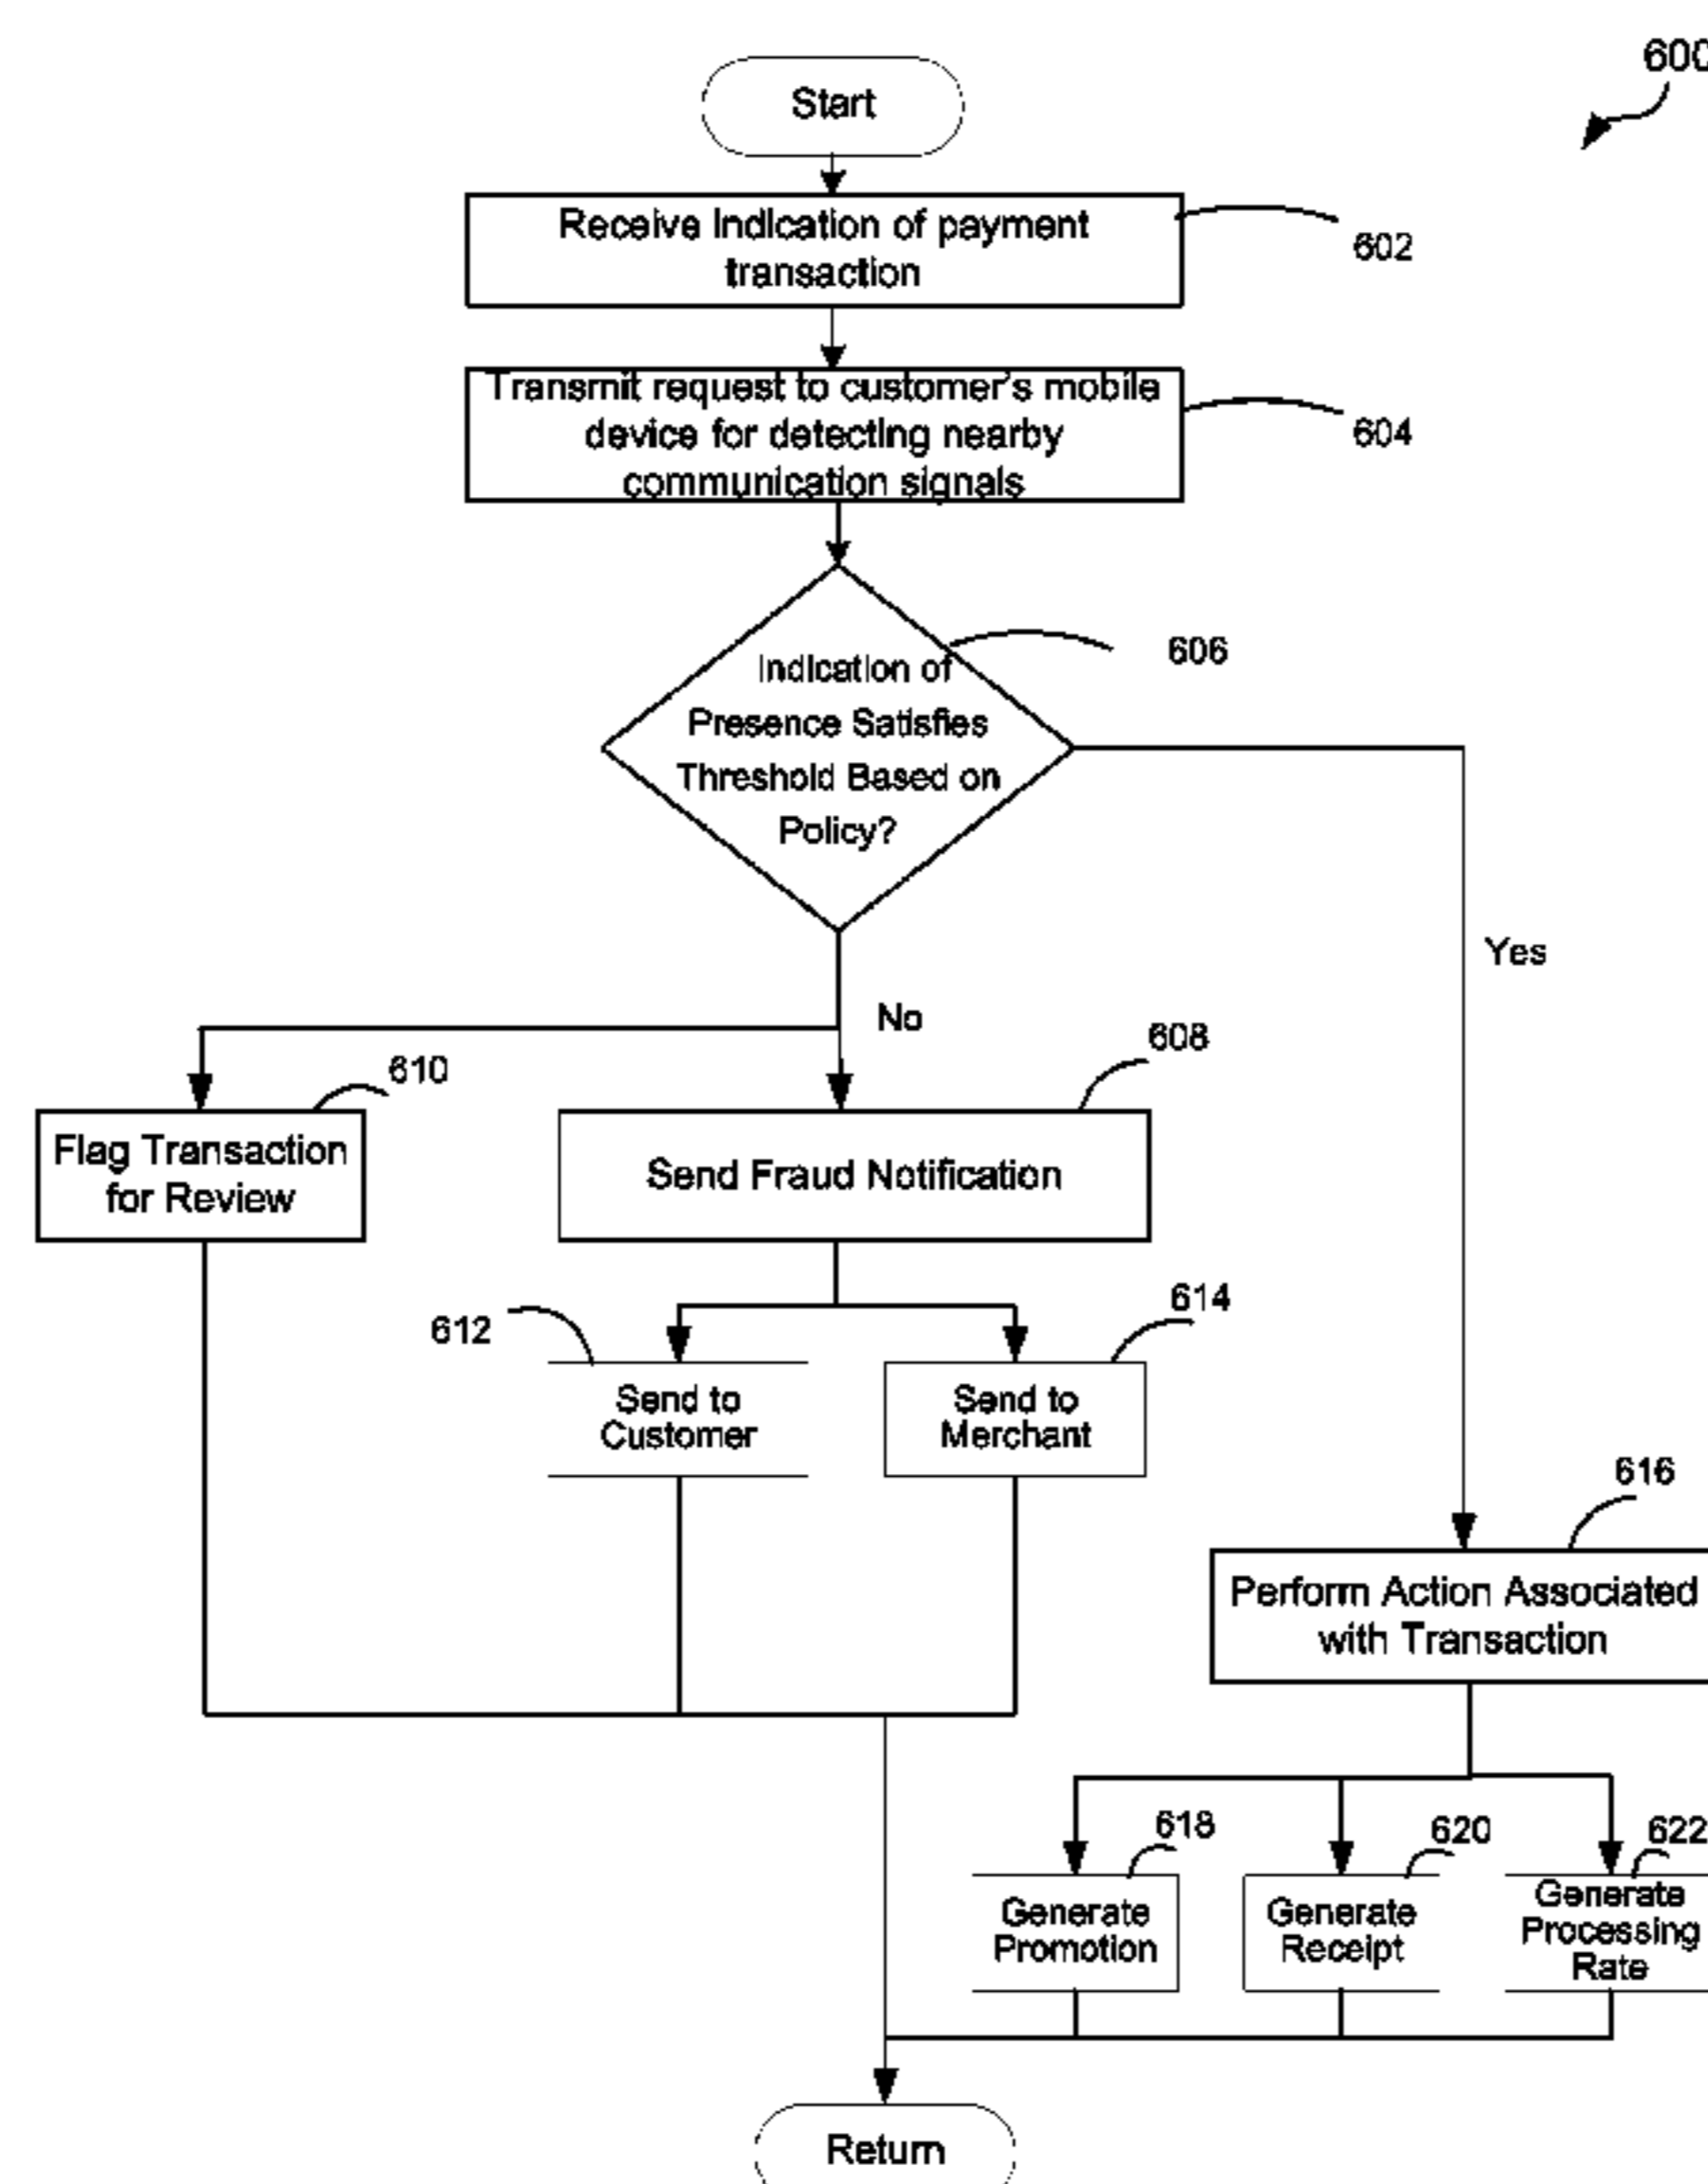 600
Start
Receive Indication of payment
transaction
602
Transmit request to customer's mobile
device for detecting nearby
communication signals
604
Indication of
Presence Satisfies
Threshold Based on
Policy?
606
Yes
No
610
608
Flag Transaction
for Review
Send Fraud Notification
612
614
Send to
Customer
Send to
Merchant
616
Perform Action Associated
with Transaction
618
620
622
Generate
Promotion
Generate
Receipt
Generate
Processing
Rate
Return